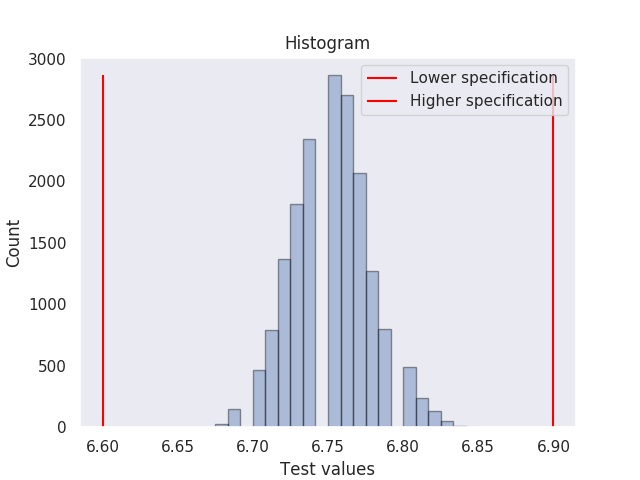 Histogram
3000
2500
2000
1500
1000
500
0
Count
Lower specification
Higher specification
6.60 6.65 6.70 6.75 6.80 6.85 6.90
Test values